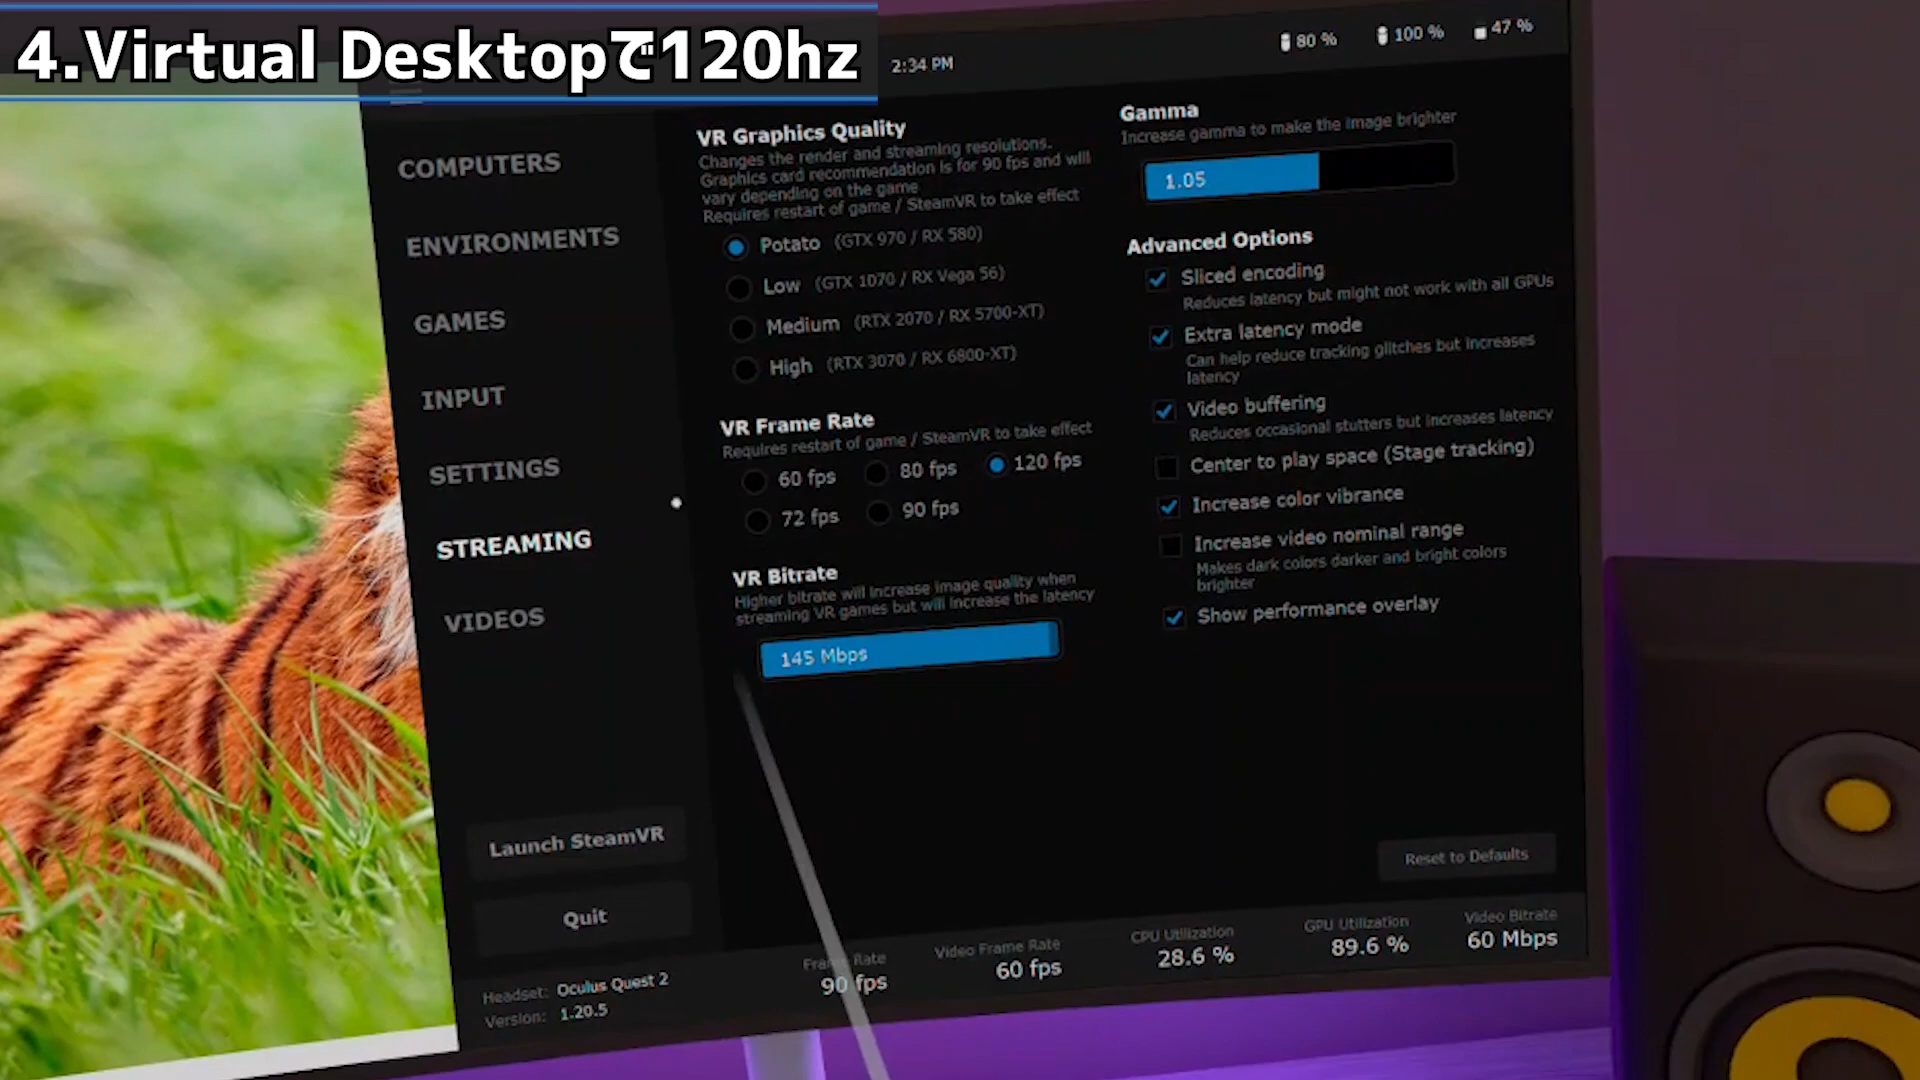 4.Virtual Desktopで120hz
2:34 PM
80 %
100 %
47 %
COMPUTERS
ENVIRONMENTS
GAMES
INPUT
SETTINGS
STREAMING
VIDEOS
Launch SteamVR
Quit
Headset: Oculus Quest 2
Version: 1.20.5
VR Graphics Quality
Changes the render and streaming resolutions.
Graphics card recommendation is for 90 fps and will
vary depending on the game
Requires restart of game / SteamVR to take effect
Potato (GTX 970 / RX 580)
Low (GTX 1070 / RX Vega 56)
Medium (RTX 2070 / RX 5700-XT)
High (RTX 3070 / RX 6800-XT)
VR Frame Rate
Requires restart of game / SteamVR to take effect
60 fps 80 fps 120 fps
72 fps 90 fps
VR Bitrate
Higher bitrate will increase image quality when
streaming VR games but will increase the latency
145 Mbps
Gamma
Increase gamma to make the image brighter
1.05
Advanced Options
Sliced encoding
Reduces latency but might not work with all GPUs
Extra latency mode
Can help reduce tracking glitches but increases
latency
Video buffering
Reduces occasional stutters but increases latency
Center to play space (Stage tracking)
Increase color vibrance
Increase video nominal range
Makes dark colors darker and bright colors
brighter
Show performance overlay
Reset to Defaults
Frame Rate
90 fps
Video Frame Rate
60 fps
CPU Utilization
28.6 %
GPU Utilization
89.6 %
Video Bitrate
60 Mbps